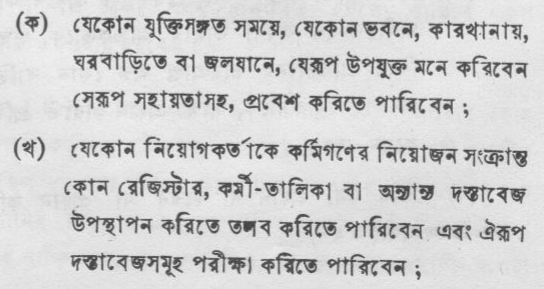 (ক) যেকোন যুক্তিসঙ্গত সময়ে, যেকোন ভবনে, কারখানায়,
ঘরবাড়িতে বা জলযানে, যেরূপ উপযুক্ত মনে করিবেন
সেরূপ সহায়তাসহ, প্রবেশ করিতে পারিবেন ;
(খ) যেকোন নিয়োগকর্তাকে কর্মিগণের নিয়োজন সংক্রান্ত
কোন রেজিস্টার, কর্মী-তালিকা বা অন্যান্য দস্তাবেজ
উপস্থাপন করিতে তলব করিতে পারিবেন এবং ঐরূপ
দস্তাবেজসমূহ পরীক্ষা করিতে পারিবেন ;